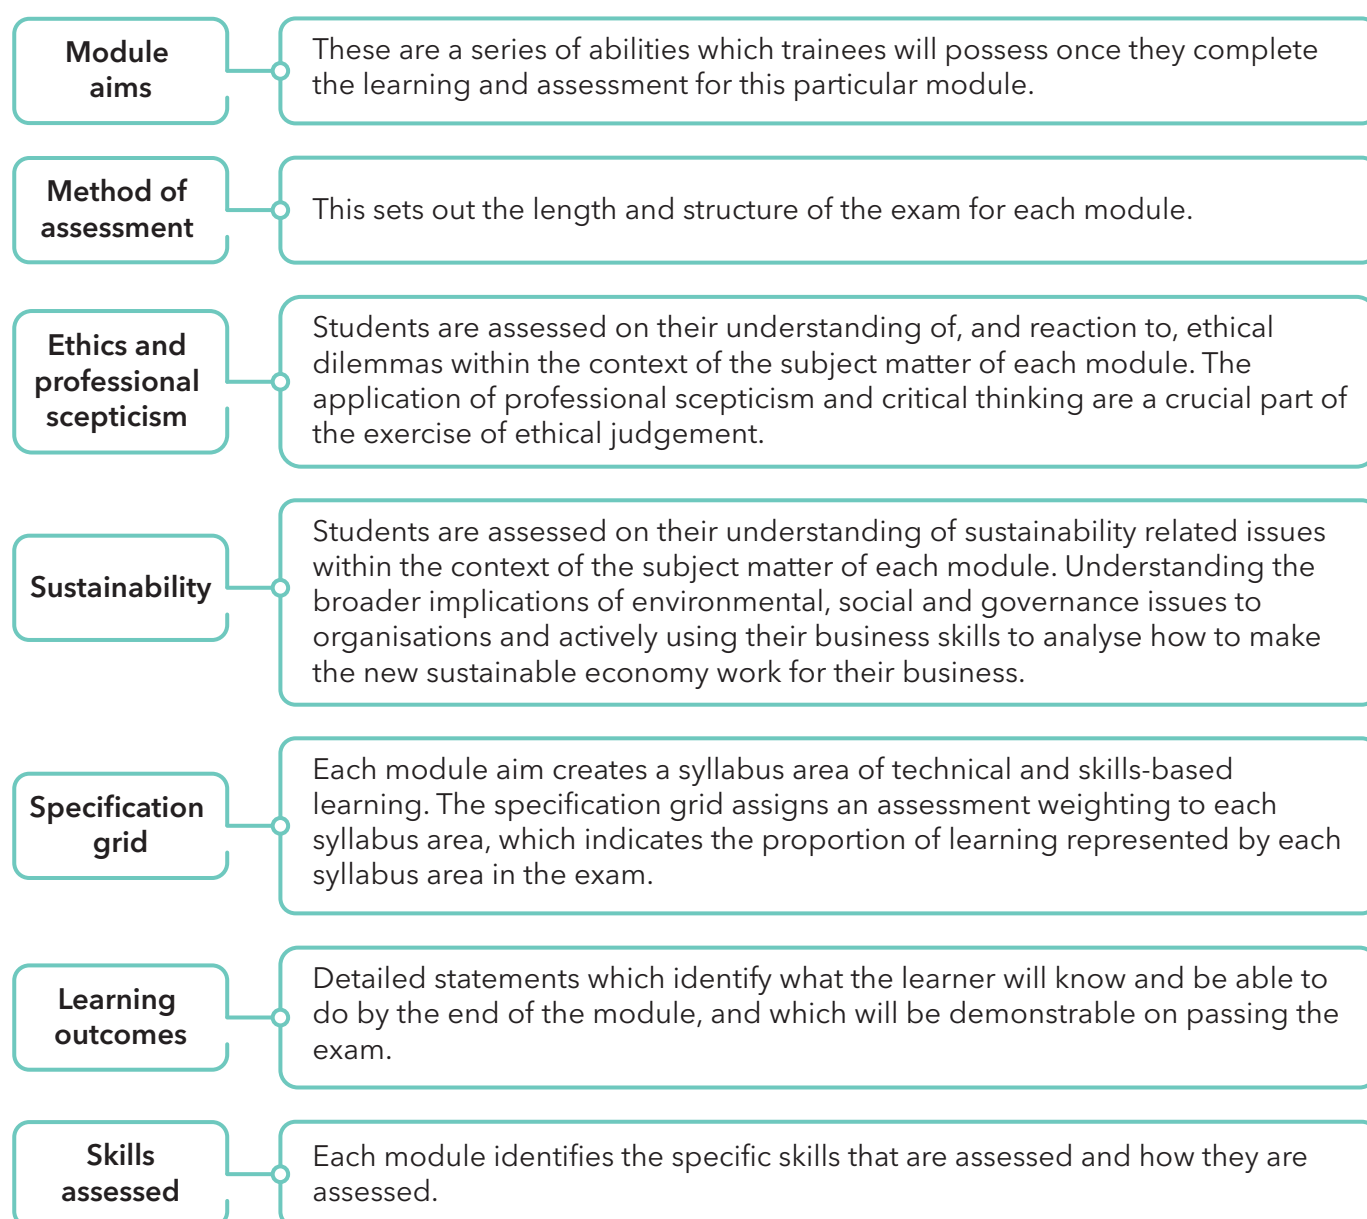 Module
aims
These are a series of abilities which trainees will possess once they complete
the learning and assessment for this particular module.
Method of
assessment
This sets out the length and structure of the exam for each module.
Ethics and
professional
scepticism
Students are assessed on their understanding of, and reaction to, ethical
dilemmas within the context of the subject matter of each module. The
application of professional scepticism and critical thinking are a crucial part of
the exercise of ethical judgement.
Sustainability
Students are assessed on their understanding of sustainability related issues
within the context of the subject matter of each module. Understanding the
broader implications of environmental, social and governance issues to
organisations and actively using their business skills to analyse how to make
the new sustainable economy work for their business.
Specification
grid
Each module aim creates a syllabus area of technical and skills-based
learning. The specification grid assigns an assessment weighting to each
syllabus area, which indicates the proportion of learning represented by each
syllabus area in the exam.
Learning
outcomes
Detailed statements which identify what the learner will know and be able to
do by the end of the module, and which will be demonstrable on passing the
exam.
Skills
assessed
Each module identifies the specific skills that are assessed and how they are
assessed.